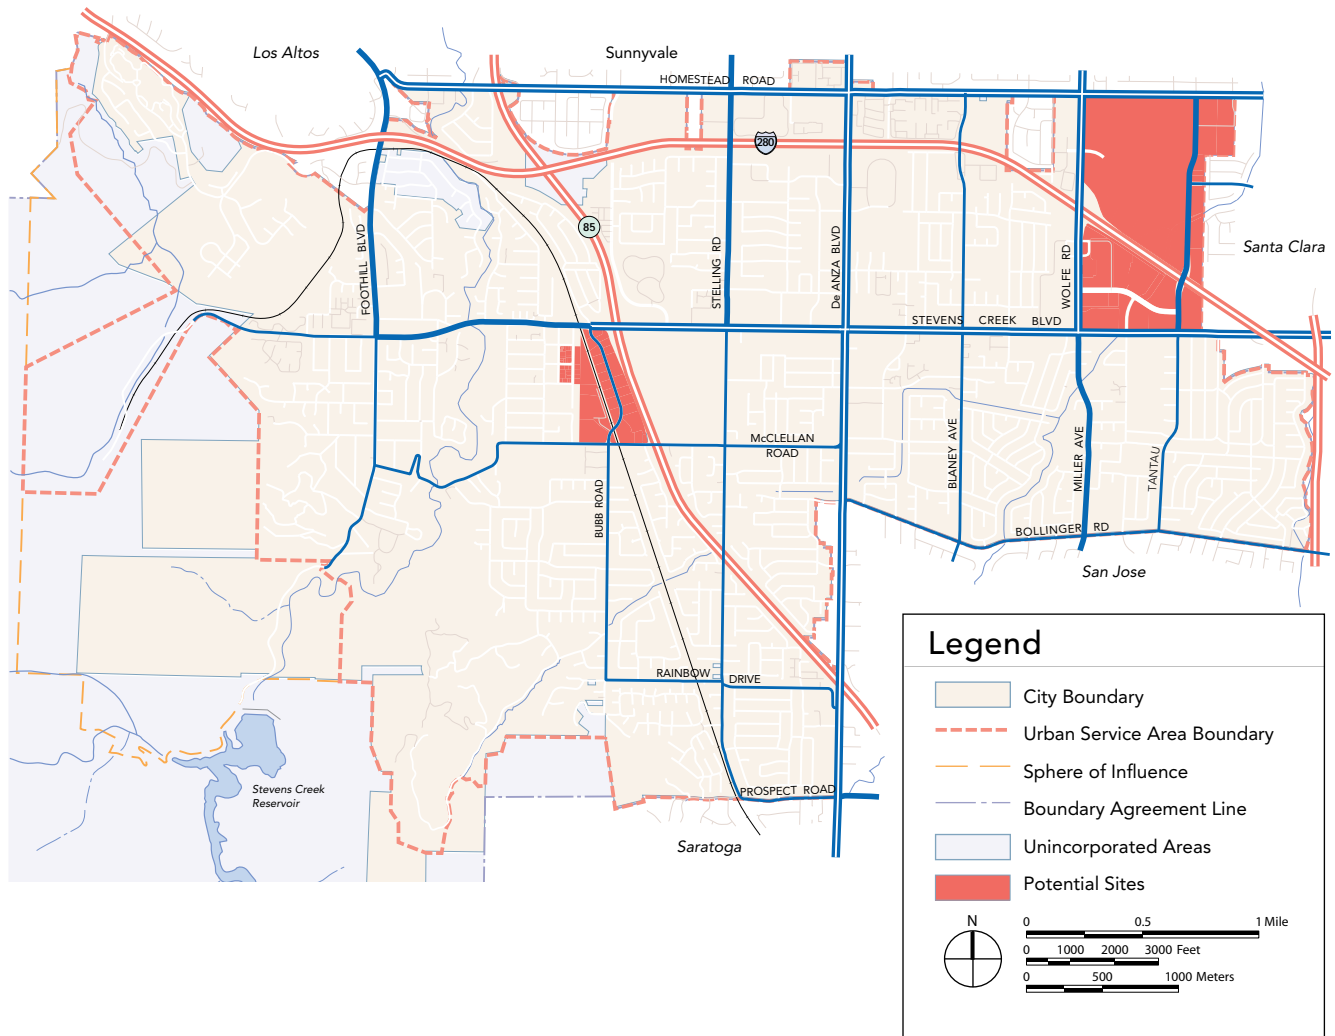 Los Altos
Sunnyvale
HOMESTEAD ROAD
280
85
FOOTHILL BLVD
STELLING RD
De ANZA BLVD
WOLFE RD
Santa Clara
STEVENS CREEK BLVD
McCLELLAN
ROAD
BUBB ROAD
BLANEY AVE
MILLER AVE
TANTAU
BOLLINGER RD
San Jose
RAINBOW DRIVE
Stevens Creek
Reservoir
PROSPECT ROAD
Saratoga
Legend
City Boundary
Urban Service Area Boundary
Sphere of Influence
Boundary Agreement Line
Unincorporated Areas
Potential Sites
N
0 0.5 1 Mile
0 1000 2000 3000 Feet
0 500 1000 Meters